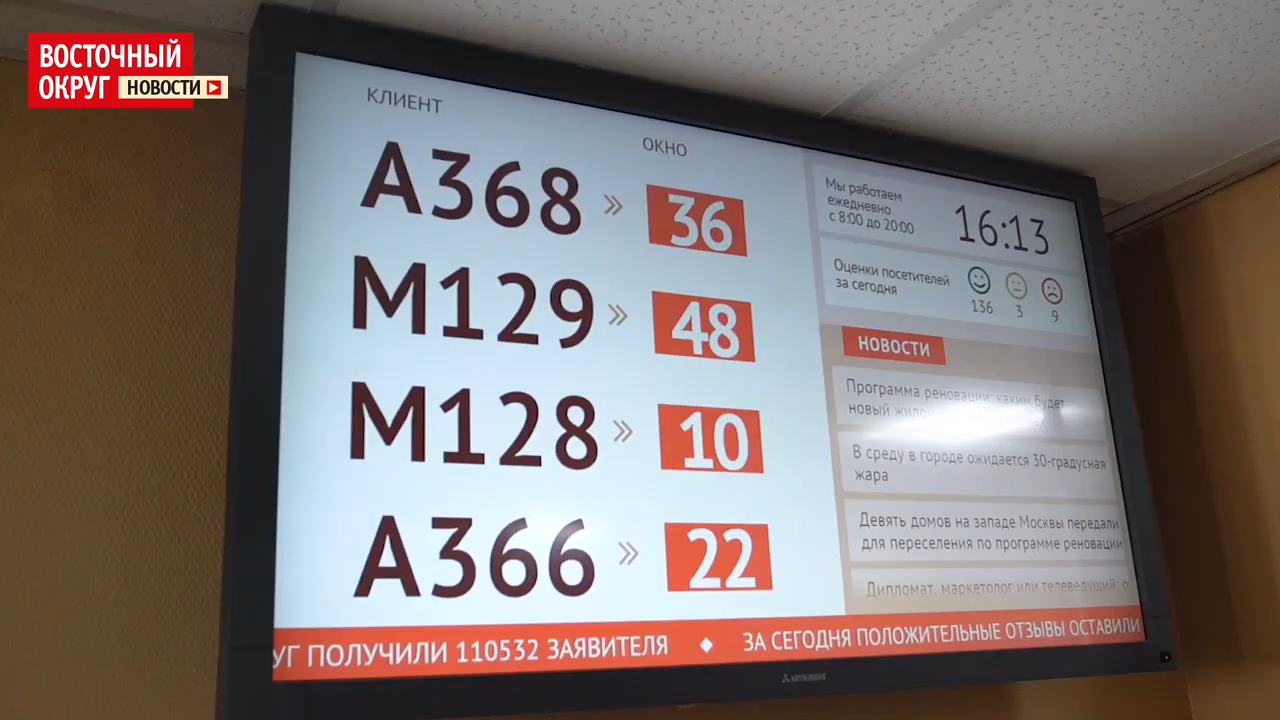 ВОСТОЧНЫЙ
ОКРУГ НОВОСТИ
КЛИЕНТ
ОКНО
А368 » 36
М129 » 48
М128 » 10
А366 » 22
Мы работаем
ежедневно
с 8:00 до 20:00
16:13
Оценки посетителей
за сегодня
136 3 9
НОВОСТИ
Программа реновации: каким будет
новый
В среду в городе ожидается 30-градусная
жара
Девять домов на западе Москвы передали
для переселения по программе реновации
Дипломат, маркетолог или телеведущий: о
УГ ПОЛУЧИЛИ 110532 ЗАЯВИТЕЛЯ ◆ ЗА СЕГОДНЯ ПОЛОЖИТЕЛЬНЫЕ ОТЗЫВЫ ОСТАВИЛИ
MITSUBISHI